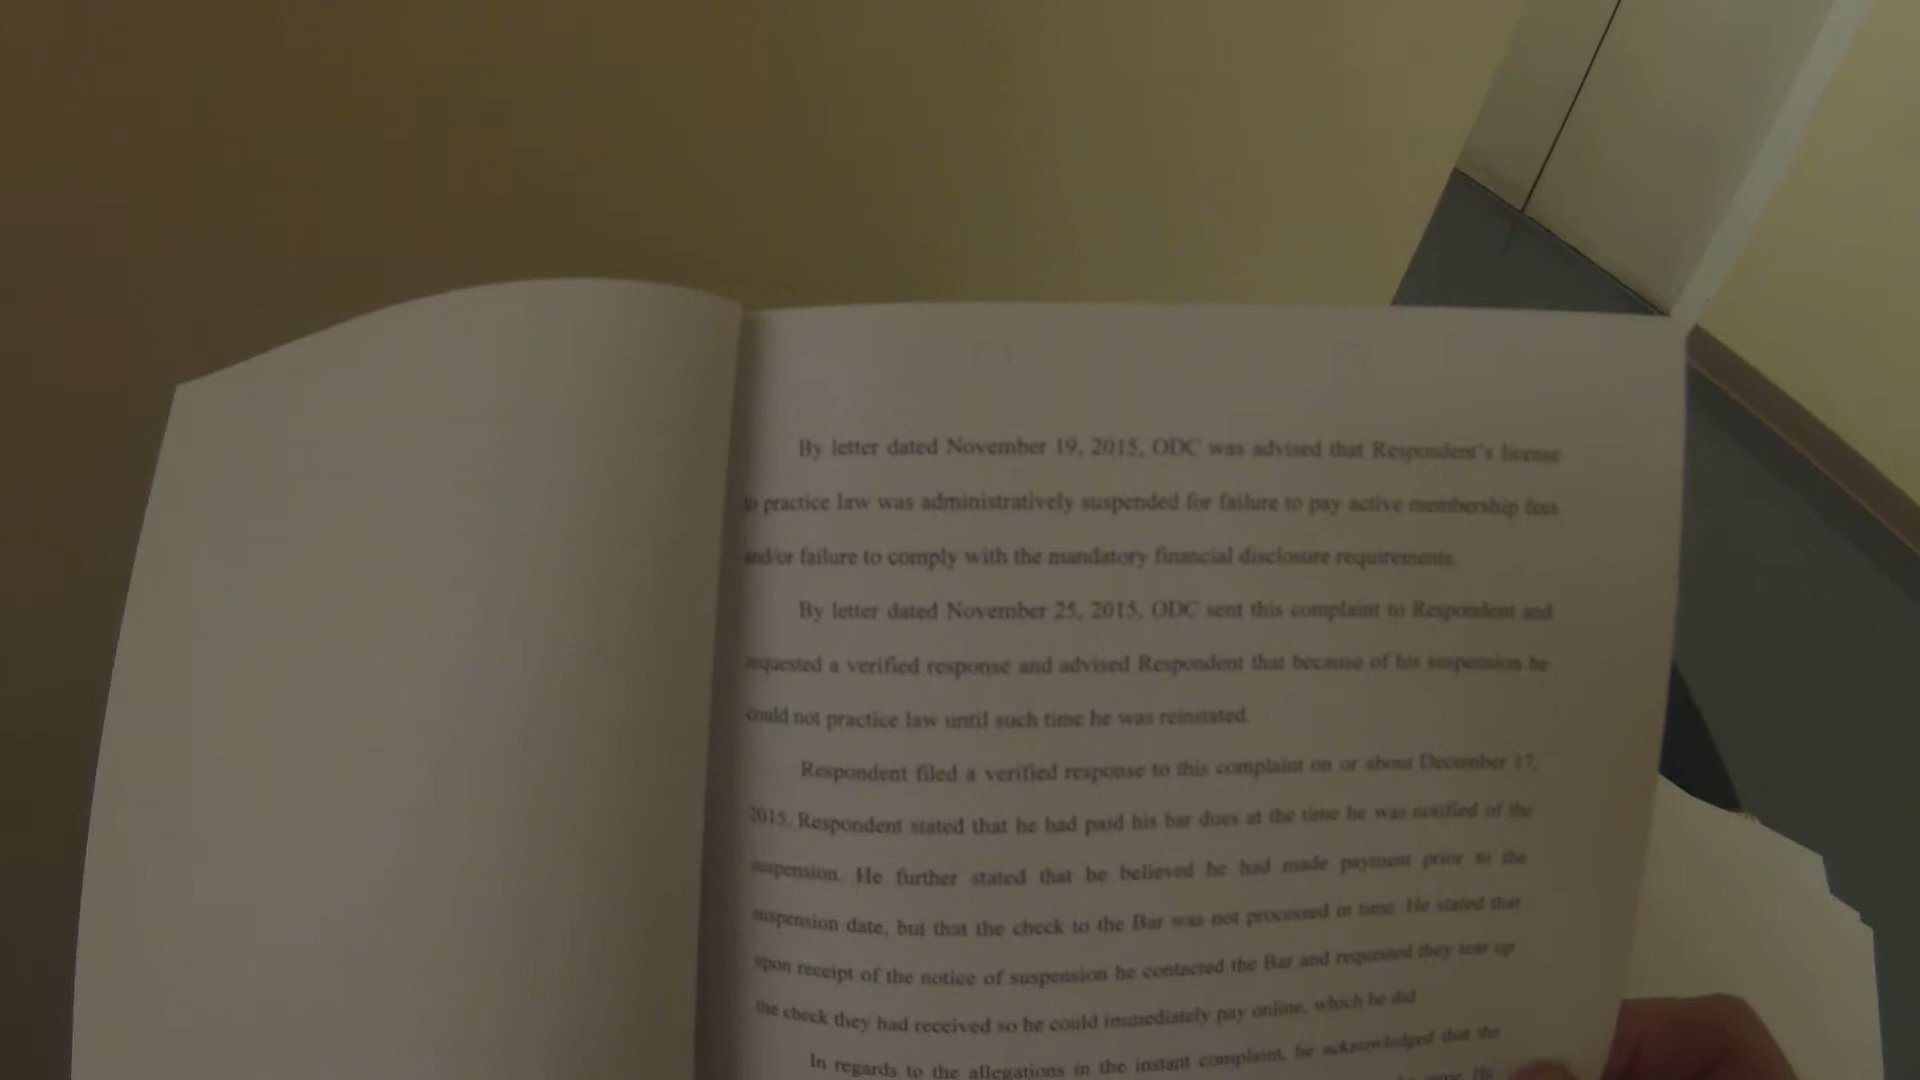 By letter dated November 19, 2015, ODC was advised that Respondent's license
to practice law was administratively suspended for failure to pay active membership fees
and/or failure to comply with the mandatory financial disclosure requirements.
By letter dated November 25, 2015, ODC sent this complaint to Respondent and
requested a verified response and advised Respondent that because of his suspension he
could not practice law until such time he was reinstated.
Respondent filed a verified response to this complaint on or about December 17,
2015. Respondent stated that he had paid his bar dues at the time he was notified of the
suspension. He further stated that he believed he had made payment prior to the
suspension date, but that the check to the Bar was not processed in time. He stated that
upon receipt of the notice of suspension he contacted the Bar and requested they tear up
the check they had received so he could immediately pay online, which he did.
In regards to the allegations in the instant complaint, he acknowledged that the
He